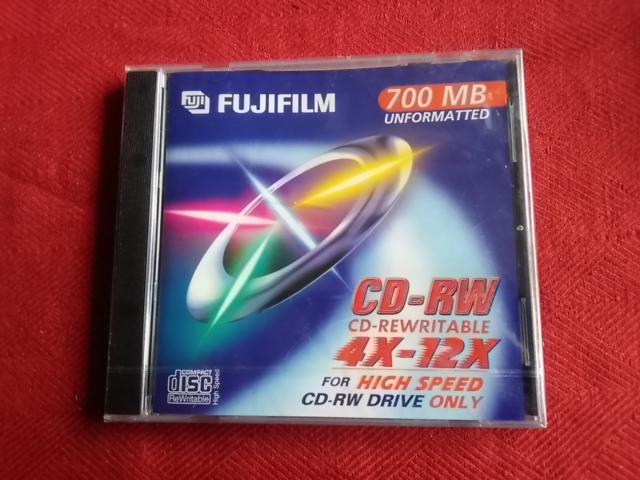 FUJI FUJIFILM
700 MB
UNFORMATTED
CD-RW
CD-REWRITABLE
4X-12X
FOR HIGH SPEED
CD-RW DRIVE ONLY
COMPACT
disc
ReWritable
High Speed